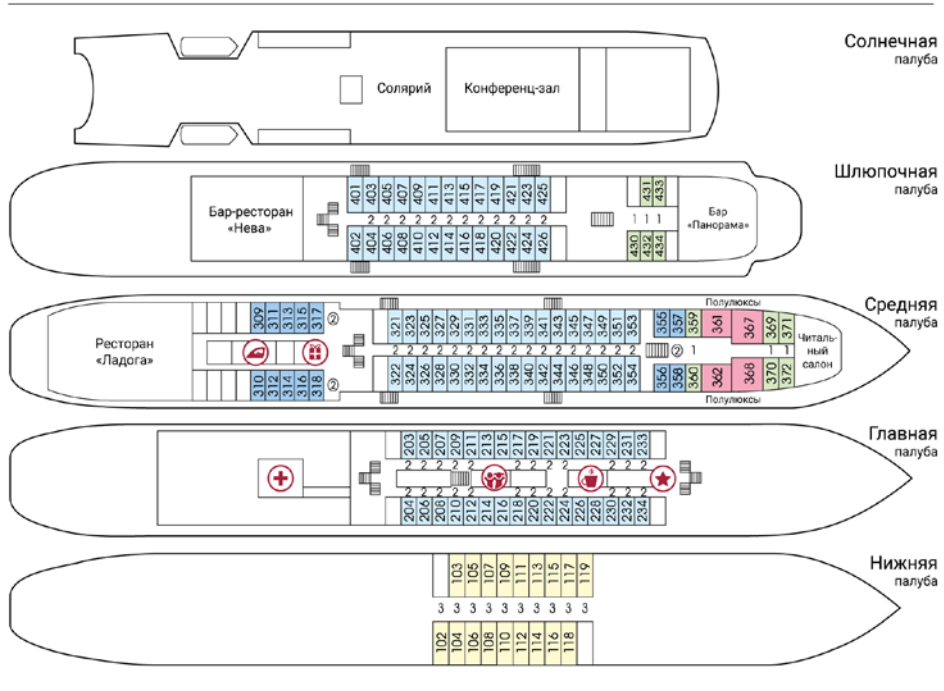 Солнечная
палуба
Солярий
Конференц-зал
Шлюпочная
палуба
401 403 405 407 409 411 413 415 417 419 421 423 425
431 433
Бар-ресторан
«Нева»
2 2 2 2 2 2 2 2 2 2 2 2
1 1 1
Бар
«Панорама»
402 404 406 408 410 412 414 416 418 420 422 424 426
430 432 434
Средняя
палуба
Полулюксы
309 311 313 315 317 2
321 323 325 327 329 331 333 335 337 339 341 343 345 347 349 351 353
355 357 359 361 367 369 371
Ресторан
«Ладога»
2 2 2 2 2 2 2 2 2 2 2 2 2 2 2 2
2 1 1 1
Читаль-
ный
салон
310 312 314 316 318 2
322 324 326 328 330 332 334 336 338 340 342 344 346 348 350 352 354
356 358 360 362 368 370 372
Полулюксы
Главная
палуба
203 205 207 209 211 213 215 217 219 221 223 225 227 229 231 233
2 2 2 2 2 2 2 2 2 2 2 2 2
2 2 2 2 2 2 2 2 2 2 2 2
204 206 208 210 212 214 216 218 220 222 224 226 228 230 232 234
Нижняя
палуба
103 105 107 109 111 113 115 117 119
3 3 3 3 3 3 3 3 3 3
102 104 106 108 110 112 114 116 118